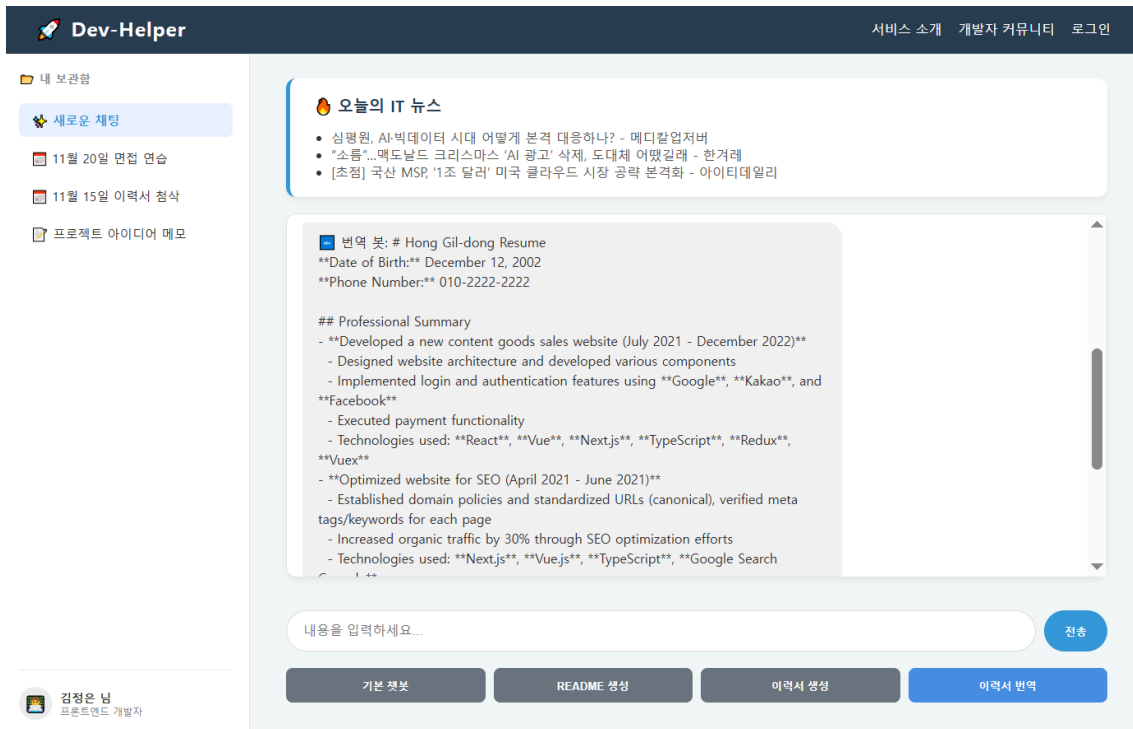 Dev-Helper
서비스 소개 개발자 커뮤니티 로그인
내 보관함
새로운 채팅
11월 20일 면접 연습
11월 15일 이력서 첨삭
프로젝트 아이디어 메모
오늘의 IT 뉴스
심평원, AI·빅데이터 시대 어떻게 본격 대응하나? - 메디칼업저버
“소름”…맥도날드 크리스마스 ‘AI 광고’ 삭제, 도대체 어땠길래 - 한겨레
[초점] 국산 MSP, ‘1조 달러’ 미국 클라우드 시장 공략 본격화 - 아이티데일리
번역 봇: # Hong Gil-dong Resume
**Date of Birth:** December 12, 2002
**Phone Number:** 010-2222-2222
## Professional Summary
- **Developed a new content goods sales website (July 2021 - December 2022)**
- Designed website architecture and developed various components
- Implemented login and authentication features using **Google**, **Kakao**, and
**Facebook**
- Executed payment functionality
- Technologies used: **React**, **Vue**, **Next.js**, **TypeScript**, **Redux**,
**Vuex**
- **Optimized website for SEO (April 2021 - June 2021)**
- Established domain policies and standardized URLs (canonical), verified meta
tags/keywords for each page
- Increased organic traffic by 30% through SEO optimization efforts
- Technologies used: **Next.js**, **Vue.js**, **TypeScript**, **Google Search
내용을 입력하세요...
전송
기본 챗봇
README 생성
이력서 생성
이력서 번역
김정은 님
프론트엔드 개발자